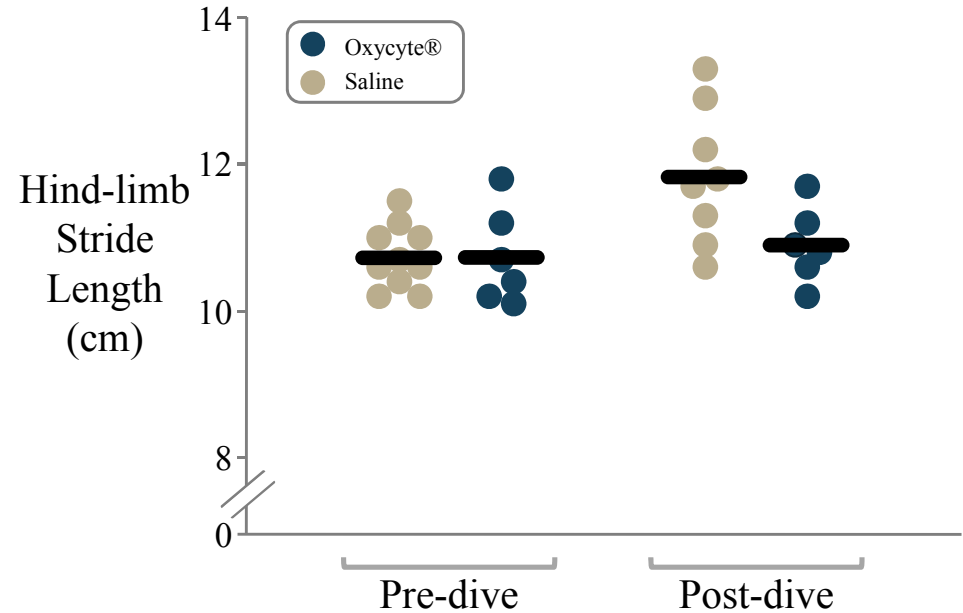 14
Oxycyte®
Saline
12
Hind-limb
Stride
Length
(cm)
10
8
0
Pre-dive
Post-dive